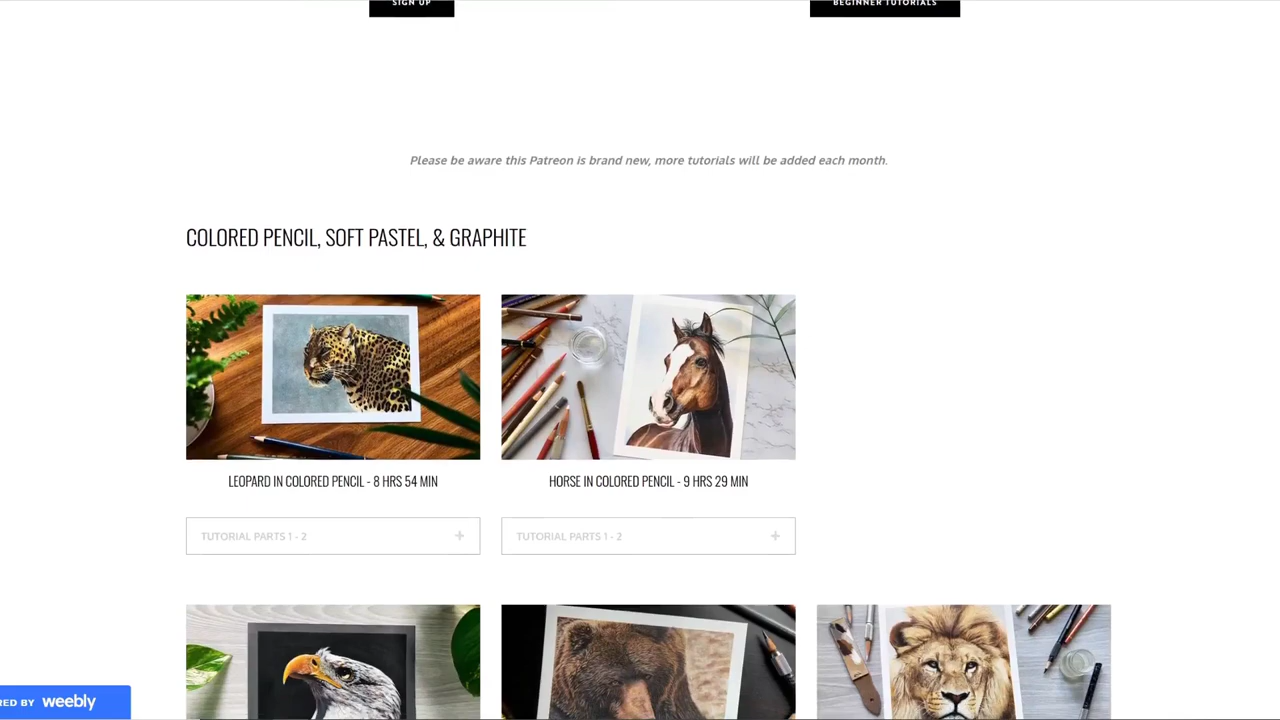 SIGN UP
BEGINNER TUTORIALS
Please be aware this Patreon is brand new, more tutorials will be added each month.
COLORED PENCIL, SOFT PASTEL, & GRAPHITE
LEOPARD IN COLORED PENCIL - 8 HRS 54 MIN
HORSE IN COLORED PENCIL - 9 HRS 29 MIN
TUTORIAL PARTS 1 - 2 +
TUTORIAL PARTS 1 - 2 +
RED BY weebly